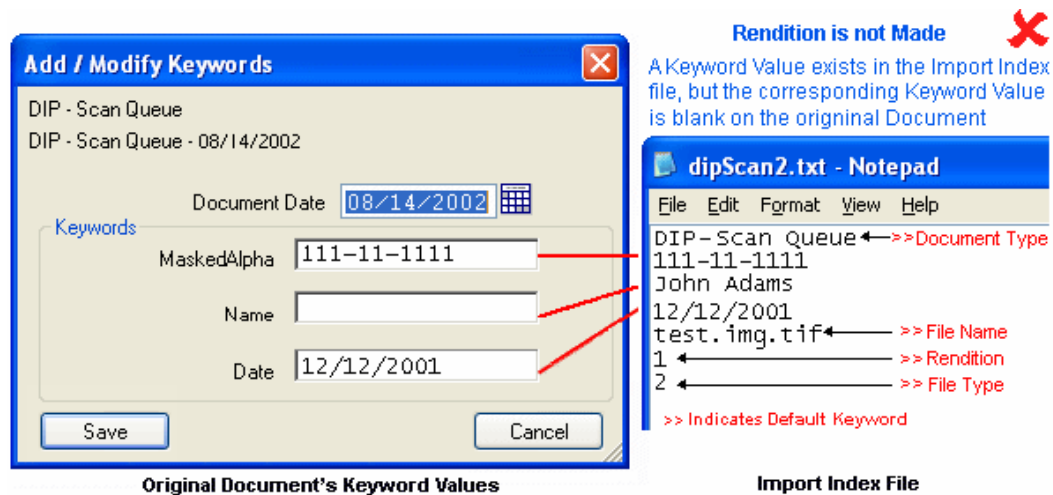 Add / Modify Keywords
DIP - Scan Queue
DIP - Scan Queue - 08/14/2002
Document Date 08/14/2002
Keywords
MaskedAlpha 111-11-1111
Name
Date 12/12/2001
Save Cancel
Original Document's Keyword Values
Rendition is not Made
A Keyword Value exists in the Import Index
file, but the corresponding Keyword Value
is blank on the origninal Document
dipScan2.txt - Notepad
File Edit Format View Help
DIP-Scan Queue >>Document Type
111-11-1111
John Adams
12/12/2001
test.img.tif >> File Name
1 >> Rendition
2 >> File Type
>> Indicates Default Keyword
Import Index File